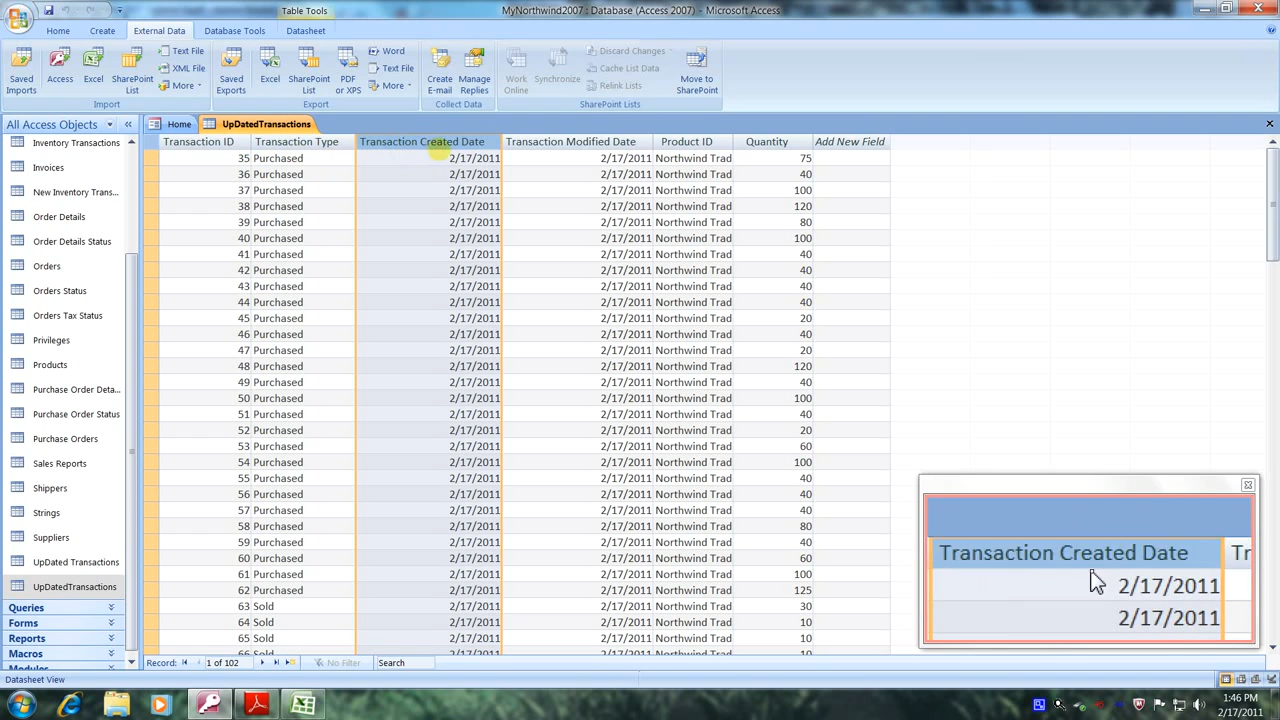 Table Tools
MyNorthwind2007 : Database (Access 2007) - Microsoft Access
Home Create External Data Database Tools Datasheet
Saved Imports
Access
Excel
SharePoint List
Text File
XML File
More
Import
Saved Exports
Excel
SharePoint List
PDF or XPS
Word
Text File
More
Export
Create E-mail
Manage Replies
Collect Data
Work Online
Synchronize
Discard Changes
Cache List Data
Relink Lists
Move to SharePoint
SharePoint Lists
All Access Objects
Inventory Transactions
Invoices
New Inventory Trans...
Order Details
Order Details Status
Orders
Orders Status
Orders Tax Status
Privileges
Products
Purchase Order Deta...
Purchase Order Status
Purchase Orders
Sales Reports
Shippers
Strings
Suppliers
UpDated Transactions
UpDatedTransactions
Queries
Forms
Reports
Macros
Home UpDatedTransactions
Transaction ID Transaction Type Transaction Created Date Transaction Modified Date Product ID Quantity Add New Field
35 Purchased 2/17/2011 2/17/2011 Northwind Trad 75
36 Purchased 2/17/2011 2/17/2011 Northwind Trad 40
37 Purchased 2/17/2011 2/17/2011 Northwind Trad 100
38 Purchased 2/17/2011 2/17/2011 Northwind Trad 120
39 Purchased 2/17/2011 2/17/2011 Northwind Trad 80
40 Purchased 2/17/2011 2/17/2011 Northwind Trad 100
41 Purchased 2/17/2011 2/17/2011 Northwind Trad 40
42 Purchased 2/17/2011 2/17/2011 Northwind Trad 40
43 Purchased 2/17/2011 2/17/2011 Northwind Trad 40
44 Purchased 2/17/2011 2/17/2011 Northwind Trad 40
45 Purchased 2/17/2011 2/17/2011 Northwind Trad 20
46 Purchased 2/17/2011 2/17/2011 Northwind Trad 40
47 Purchased 2/17/2011 2/17/2011 Northwind Trad 20
48 Purchased 2/17/2011 2/17/2011 Northwind Trad 120
49 Purchased 2/17/2011 2/17/2011 Northwind Trad 40
50 Purchased 2/17/2011 2/17/2011 Northwind Trad 100
51 Purchased 2/17/2011 2/17/2011 Northwind Trad 40
52 Purchased 2/17/2011 2/17/2011 Northwind Trad 20
53 Purchased 2/17/2011 2/17/2011 Northwind Trad 60
54 Purchased 2/17/2011 2/17/2011 Northwind Trad 100
55 Purchased 2/17/2011 2/17/2011 Northwind Trad 40
56 Purchased 2/17/2011 2/17/2011 Northwind Trad 40
57 Purchased 2/17/2011 2/17/2011 Northwind Trad 40
58 Purchased 2/17/2011 2/17/2011 Northwind Trad 80
59 Purchased 2/17/2011 2/17/2011 Northwind Trad 40
60 Purchased 2/17/2011 2/17/2011 Northwind Trad 60
61 Purchased 2/17/2011 2/17/2011 Northwind Trad 100
62 Purchased 2/17/2011 2/17/2011 Northwind Trad 125
63 Sold 2/17/2011 2/17/2011 Northwind Trad 30
64 Sold 2/17/2011 2/17/2011 Northwind Trad 10
65 Sold 2/17/2011 2/17/2011 Northwind Trad 10
66 Sold 2/17/2011 2/17/2011 Northwind Trad 10
Transaction Created Date Tr
2/17/2011
2/17/2011
Record: 1 of 102 No Filter Search
Datasheet View
1:46 PM
2/17/2011